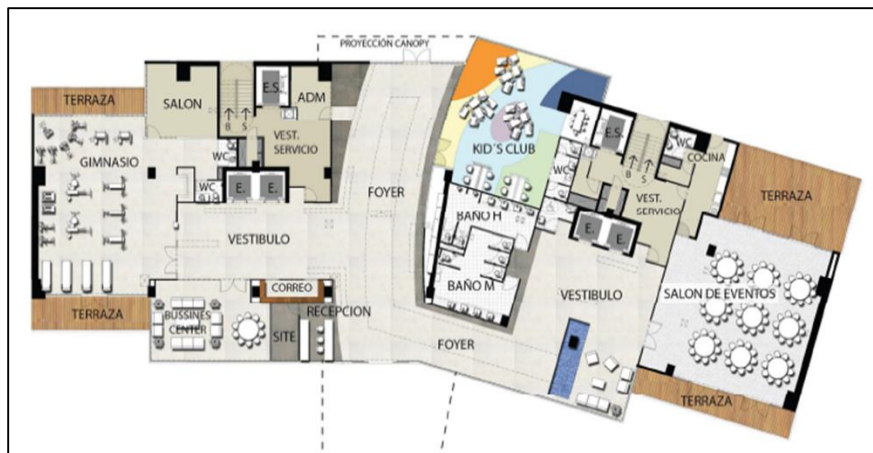 PROYECCIÓN CANOPY
TERRAZA
SALON
E.S.
ADM
B
S
VEST.
SERVICIO
GIMNASIO
WC
WC
E.
E.
VESTIBULO
FOYER
CORREO
RECEPCION
BUSSINES
CENTER
SITE
TERRAZA
FOYER
KID´S CLUB
WC
BAÑO H
BAÑO M
E.S.
B
S
WC
COCINA
VEST.
SERVICIO
E.
E.
VESTIBULO
TERRAZA
SALON DE EVENTOS
TERRAZA